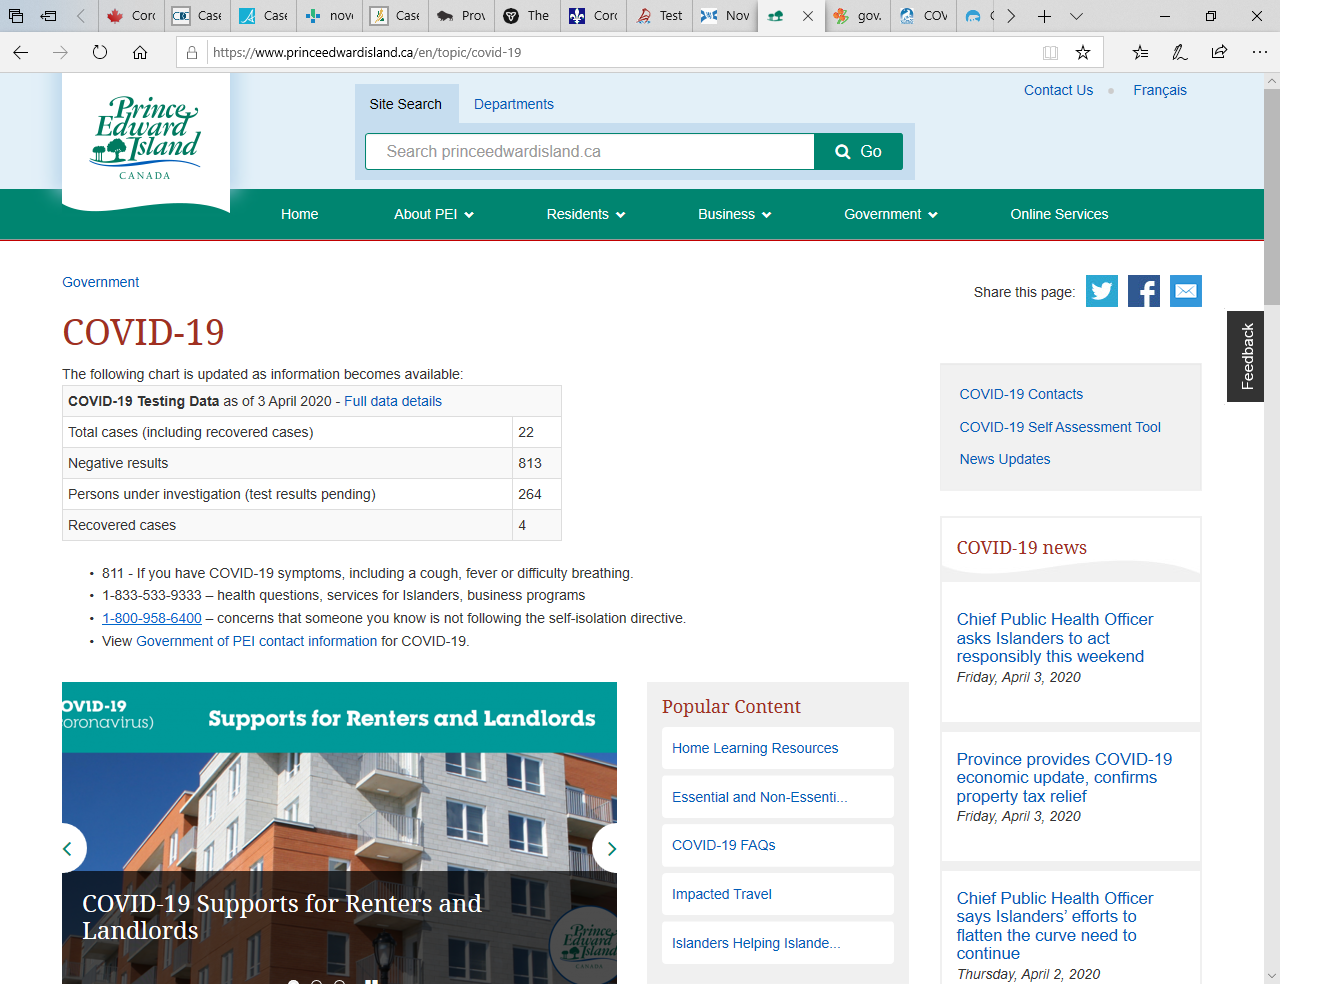 Corc
Case
Case
nove
Case
Prov
The
Corc
Test
Nov
gov.
COV
https://www.princeedwardisland.ca/en/topic/covid-19
Prince
Edward
Island
CANADA
Site Search
Departments
Contact Us
Français
Search princeedwardisland.ca
Go
Home
About PEI
Residents
Business
Government
Online Services
Government
Share this page:
Feedback
COVID-19
The following chart is updated as information becomes available:
COVID-19 Testing Data as of 3 April 2020 - Full data details
Total cases (including recovered cases) 22
Negative results 813
Persons under investigation (test results pending) 264
Recovered cases 4
• 811 - If you have COVID-19 symptoms, including a cough, fever or difficulty breathing.
• 1-833-533-9333 – health questions, services for Islanders, business programs
• 1-800-958-6400 – concerns that someone you know is not following the self-isolation directive.
• View Government of PEI contact information for COVID-19.
OVID-19
oronavirus)
Supports for Renters and Landlords
COVID-19 Supports for Renters and
Landlords
Prince
Edward
Island
CANADA
Popular Content
Home Learning Resources
Essential and Non-Essenti...
COVID-19 FAQs
Impacted Travel
Islanders Helping Islande...
COVID-19 Contacts
COVID-19 Self Assessment Tool
News Updates
COVID-19 news
Chief Public Health Officer
asks Islanders to act
responsibly this weekend
Friday, April 3, 2020
Province provides COVID-19
economic update, confirms
property tax relief
Friday, April 3, 2020
Chief Public Health Officer
says Islanders’ efforts to
flatten the curve need to
continue
Thursday, April 2, 2020